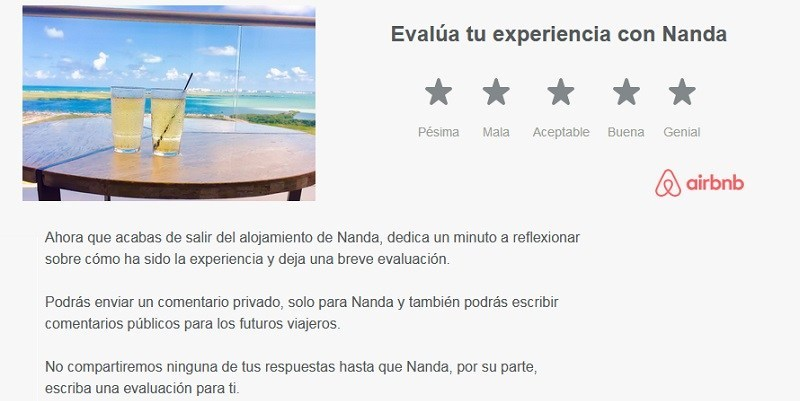 Evalúa tu experiencia con Nanda
Pésima Mala Aceptable Buena Genial
airbnb
Ahora que acabas de salir del alojamiento de Nanda, dedica un minuto a reflexionar
sobre cómo ha sido la experiencia y deja una breve evaluación.
Podrás enviar un comentario privado, solo para Nanda y también podrás escribir
comentarios públicos para los futuros viajeros.
No compartiremos ninguna de tus respuestas hasta que Nanda, por su parte,
escriba una evaluación para ti.